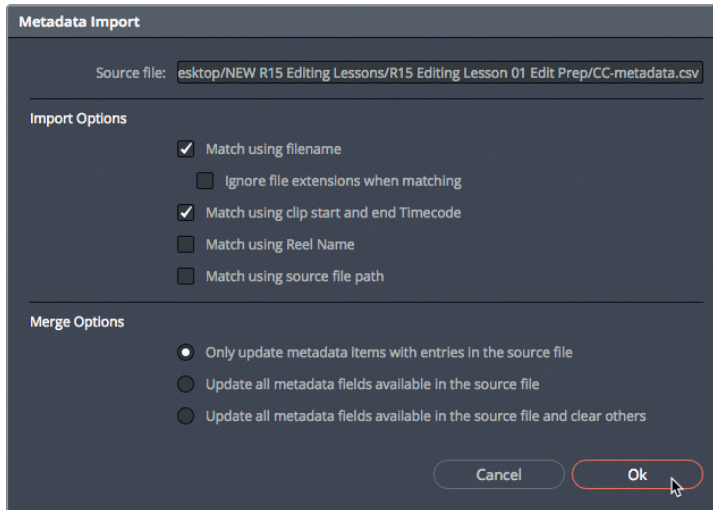 Metadata Import
Source file: esktop/NEW R15 Editing Lessons/R15 Editing Lesson 01 Edit Prep/CC-metadata.csv
Import Options
Match using filename
Ignore file extensions when matching
Match using clip start and end Timecode
Match using Reel Name
Match using source file path
Merge Options
Only update metadata items with entries in the source file
Update all metadata fields available in the source file
Update all metadata fields available in the source file and clear others
Cancel Ok